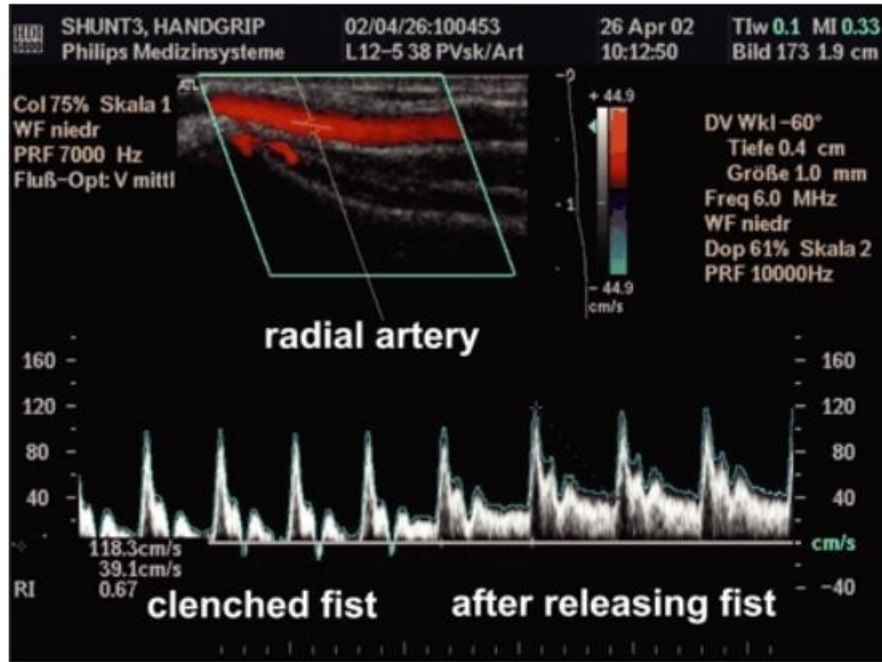 SHUNT3, HANDGRIP 02/04/26:100453 26 Apr 02 TIw 0.1 MI 0.33
Philips Medizinsysteme L12-5 38 PVsk/Art 10:12:50 Bild 173 1.9 cm
Col 75% Skala 1
WF niedr
PRF 7000 Hz
Fluß-Opt: V mittl
ATL
0
1
+ 44.9
- 44.9
cm/s
DV Wkl -60°
Tiefe 0.4 cm
Größe 1.0 mm
Freq 6.0 MHz
WF niedr
Dop 61% Skala 2
PRF 10000Hz
radial artery
160 160
120 120
80 80
40 40
cm/s
-40
118.3cm/s
39.1cm/s
RI 0.67
clenched fist after releasing fist